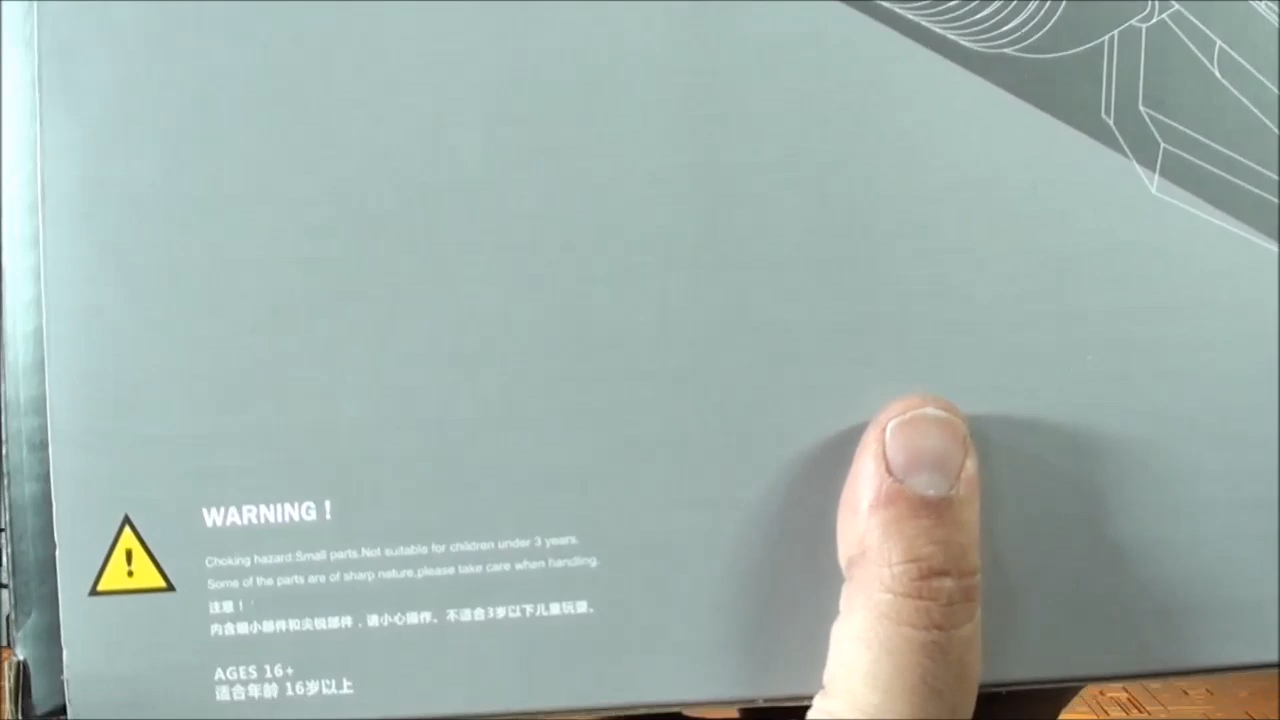 WARNING !
Choking hazard:Small parts.Not suitable for children under 3 years.
Some of the parts are of sharp nature,please take care when handling.
注意！
内含细小部件和尖锐部件，请小心操作。不适合3岁以下儿童玩耍。
AGES 16+
适合年龄 16岁以上